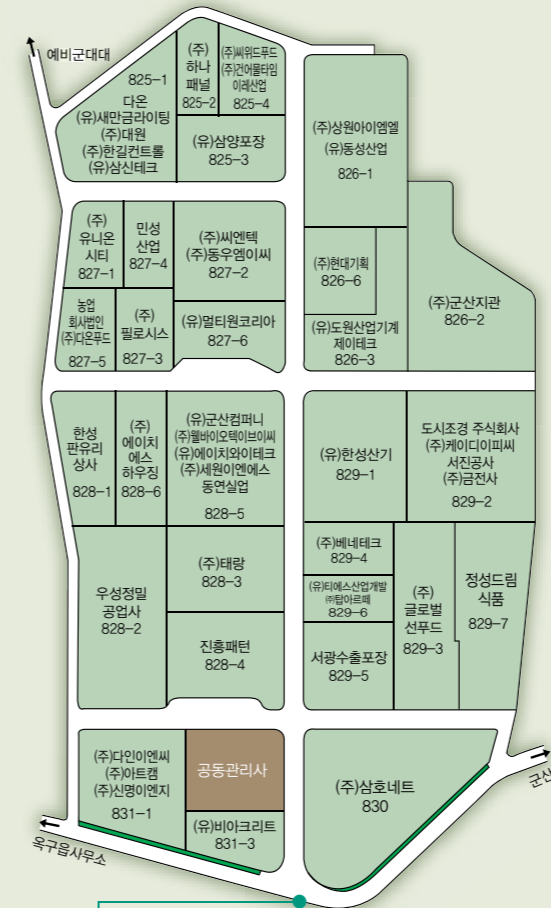 예비군대대
825-1
다온
(유)새만금라이팅
(주)대원
(주)한길컨트롤
(유)삼신테크
(주)
하나
패널
825-2
(주)씨위드푸드
(주)건어물타임
이레산업
825-4
(유)삼양포장
825-3
(주)상원아이엠엘
(유)동성산업
826-1
(주)
유니온
시티
827-1
민성
산업
827-4
(주)씨엔텍
(주)동우엠이씨
827-2
(주)현대기획
826-6
(주)군산지관
826-2
농업
회사법인
(주)다온푸드
827-5
(주)
필로시스
827-3
(유)멀티원코리아
827-6
(유)도원산업기계
제이테크
826-3
한성
판유리
상사
828-1
(주)
에이치
에스
하우징
828-6
(유)군산컴퍼니
(주)웰바이오텍이브이씨
(유)에이치와이테크
(주)세원이엔에스
동연실업
828-5
(유)한성산기
829-1
도시조경 주식회사
(주)케이디이피씨
서진공사
(주)금전사
829-2
우성정밀
공업사
828-2
(주)태랑
828-3
진흥패턴
828-4
(주)베네테크
829-4
(유)티에스산업개발
㈜탑아르페
829-6
서광수출포장
829-5
(주)
글로벌
선푸드
829-3
정성드림
식품
829-7
(주)다인이엔씨
(주)아트캠
(주)신명이엔지
831-1
공동관리사
(유)비아크리트
831-3
(주)삼호네트
830
군산
옥구읍사무소